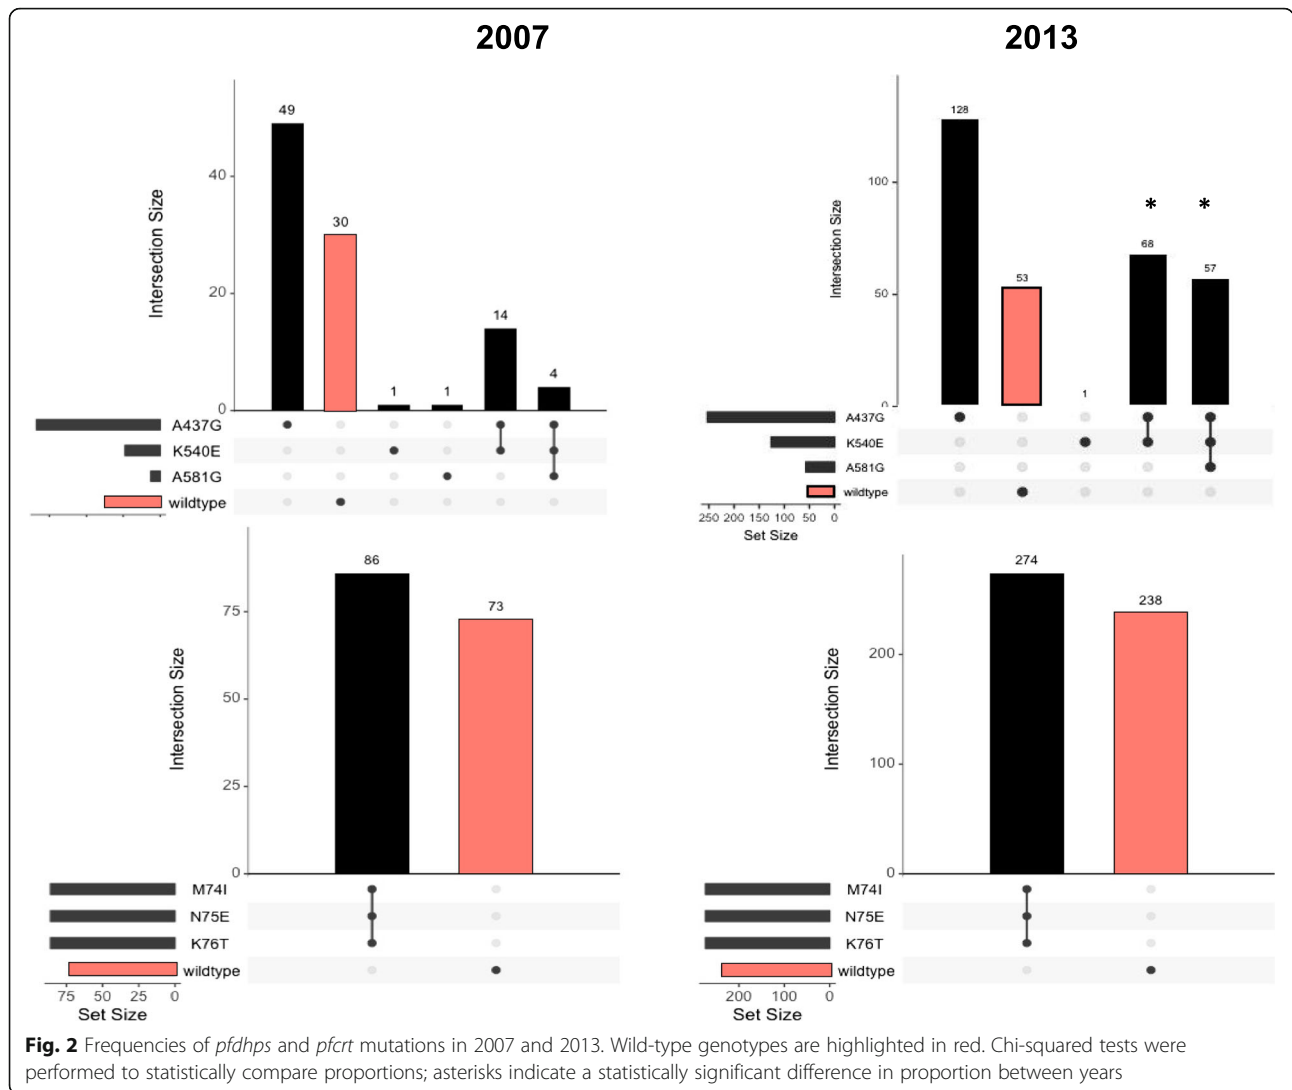 2007
2013
49
30
1
1
14
4
40
20
0
Intersection Size
A437G
K540E
A581G
wildtype
128
53
1
68
57
*
*
100
50
0
Intersection Size
A437G
K540E
A581G
wildtype
250 200 150 100 50 0
Set Size
86
73
75
50
25
0
Intersection Size
M74I
N75E
K76T
wildtype
75 50 25 0
Set Size
274
238
200
100
0
Intersection Size
M74I
N75E
K76T
wildtype
200 100 0
Set Size
Fig. 2 Frequencies of pfdhps and pfcrt mutations in 2007 and 2013. Wild-type genotypes are highlighted in red. Chi-squared tests were
performed to statistically compare proportions; asterisks indicate a statistically significant difference in proportion between years